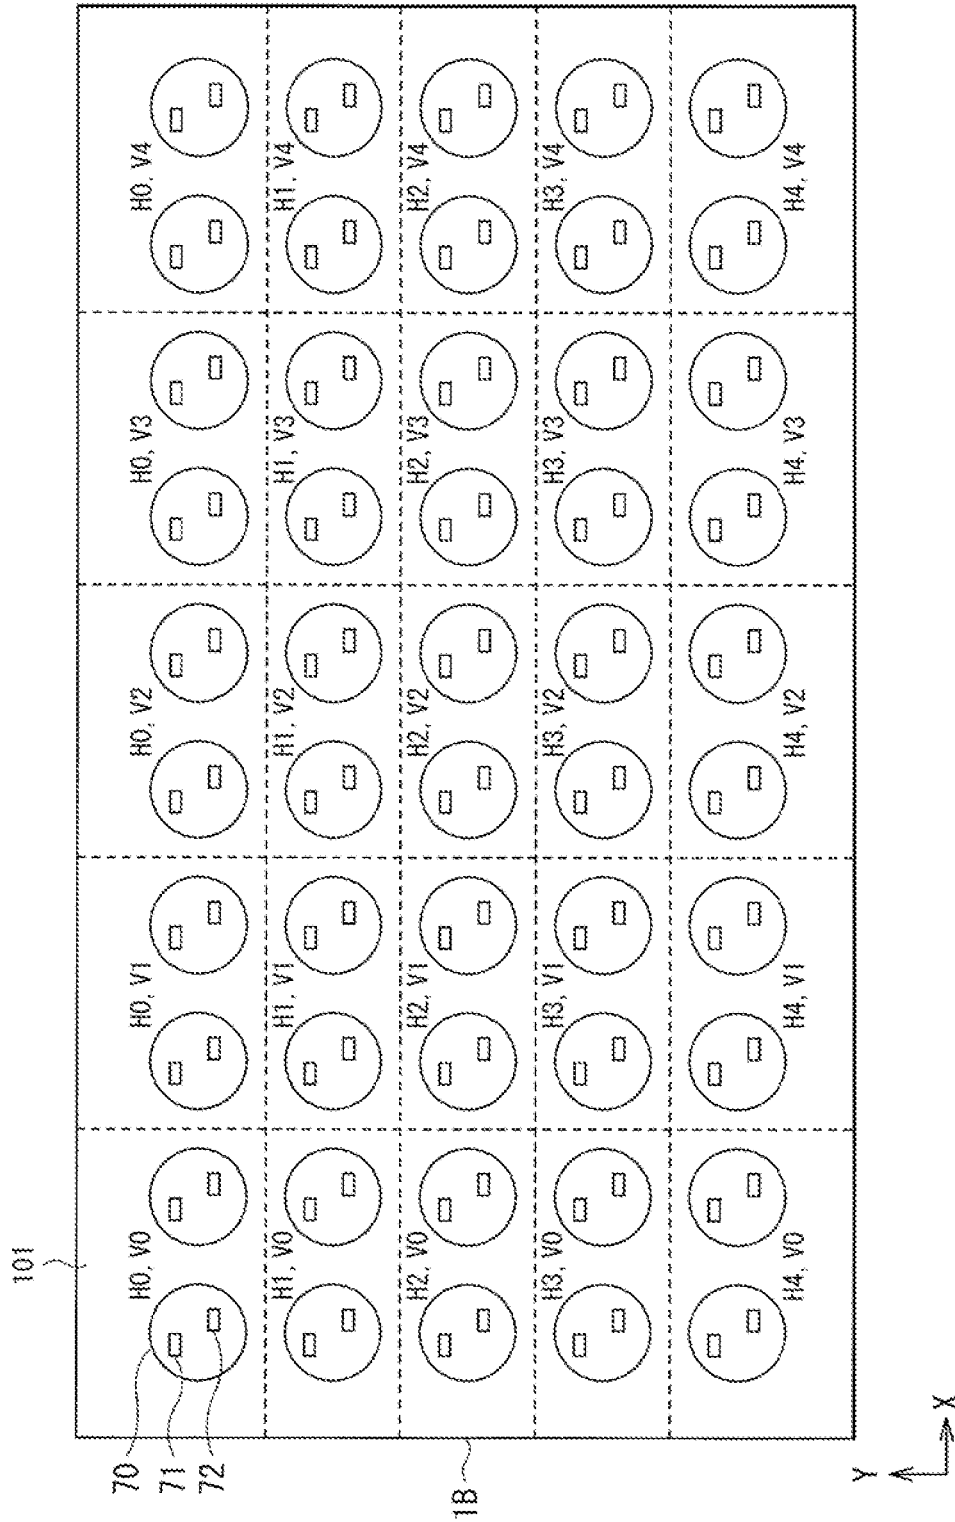 101
70
71
72
H0, V0
H0, V1
H0, V2
H0, V3
H0, V4
H1, V0
H1, V1
H1, V2
H1, V3
H1, V4
H2, V0
H2, V1
H2, V2
H2, V3
H2, V4
H3, V0
H3, V1
H3, V2
H3, V3
H3, V4
H4, V0
H4, V1
H4, V2
H4, V3
H4, V4
1B
Y
X